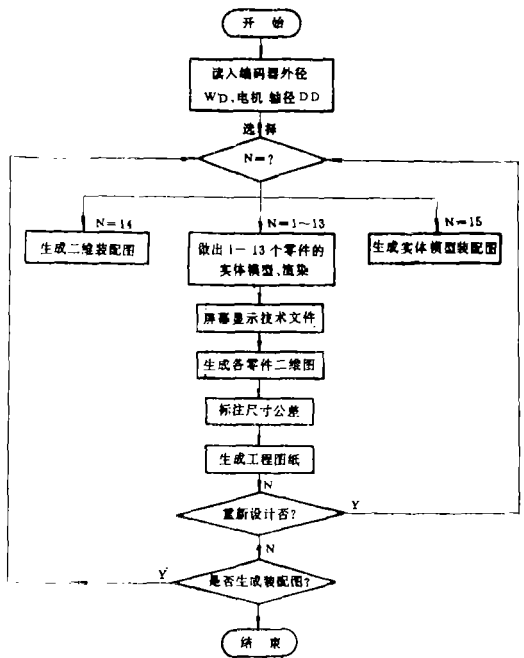 开 始
读入编码器外径
WD、电机 轴径DD
选 择
N=?
N=14
N=1~13
N=15
生成二维装配图
做出1－13个零件的
实体模型、渲染
生成实体模型装配图
屏幕显示技术文件
生成各零件二维图
标注尺寸公差
生成工程图纸
N
重新设计否?
Y
N
Y
是否生成装配图?
结 束